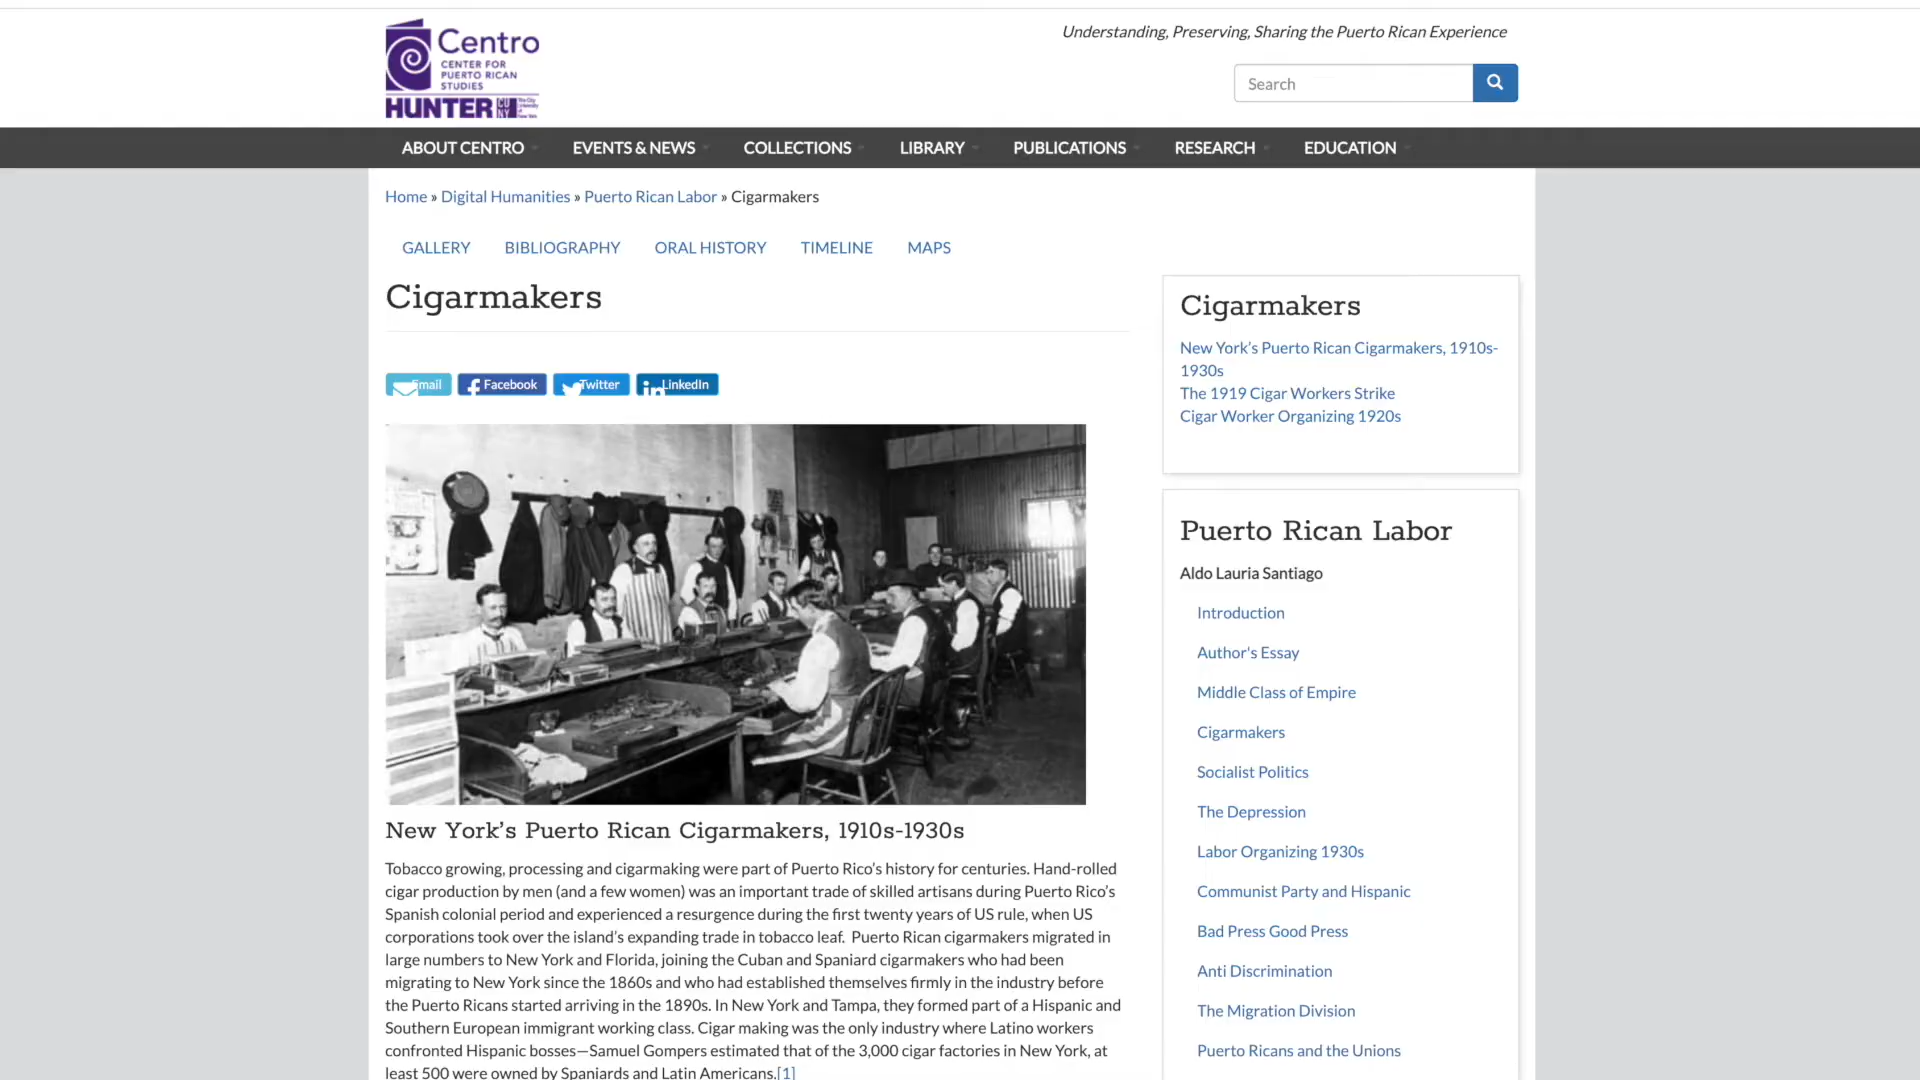 Centro
CENTER FOR
PUERTO RICAN
STUDIES
HUNTER CUNY
Understanding, Preserving, Sharing the Puerto Rican Experience
Search
ABOUT CENTRO EVENTS & NEWS COLLECTIONS LIBRARY PUBLICATIONS RESEARCH EDUCATION
Home » Digital Humanities » Puerto Rican Labor » Cigarmakers
GALLERY BIBLIOGRAPHY ORAL HISTORY TIMELINE MAPS
Cigarmakers
Email Facebook Twitter LinkedIn
New York’s Puerto Rican Cigarmakers, 1910s-1930s
Tobacco growing, processing and cigarmaking were part of Puerto Rico’s history for centuries. Hand-rolled
cigar production by men (and a few women) was an important trade of skilled artisans during Puerto Rico’s
Spanish colonial period and experienced a resurgence during the first twenty years of US rule, when US
corporations took over the island’s expanding trade in tobacco leaf.  Puerto Rican cigarmakers migrated in
large numbers to New York and Florida, joining the Cuban and Spaniard cigarmakers who had been
migrating to New York since the 1860s and who had established themselves firmly in the industry before
the Puerto Ricans started arriving in the 1890s. In New York and Tampa, they formed part of a Hispanic and
Southern European immigrant working class. Cigar making was the only industry where Latino workers
confronted Hispanic bosses—Samuel Gompers estimated that of the 3,000 cigar factories in New York, at
least 500 were owned by Spaniards and Latin Americans.[1]
Cigarmakers
New York’s Puerto Rican Cigarmakers, 1910s-
1930s
The 1919 Cigar Workers Strike
Cigar Worker Organizing 1920s
Puerto Rican Labor
Aldo Lauria Santiago
Introduction
Author's Essay
Middle Class of Empire
Cigarmakers
Socialist Politics
The Depression
Labor Organizing 1930s
Communist Party and Hispanic
Bad Press Good Press
Anti Discrimination
The Migration Division
Puerto Ricans and the Unions